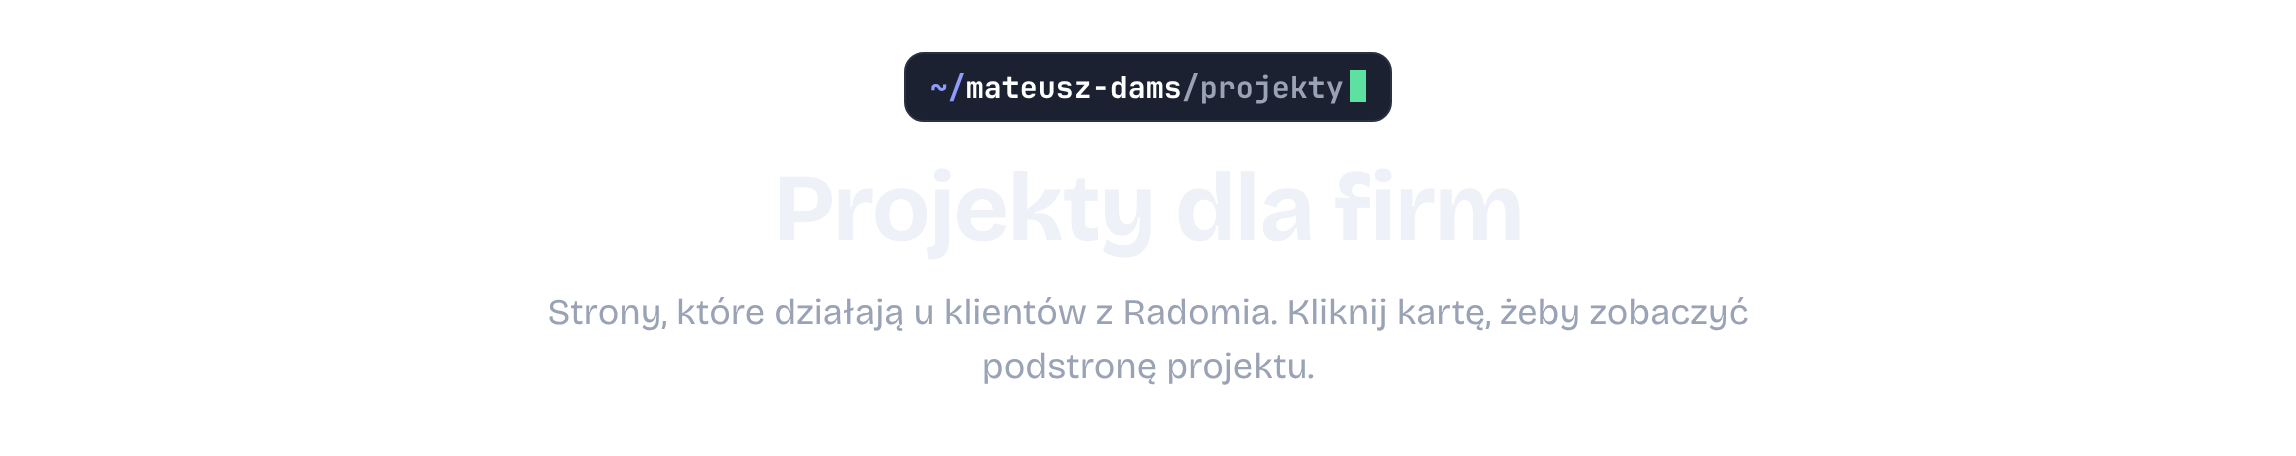 ~/mateusz-dams/projekty
Projekty dla firm
Strony, które działają u klientów z Radomia. Kliknij kartę, żeby zobaczyć
podstronę projektu.